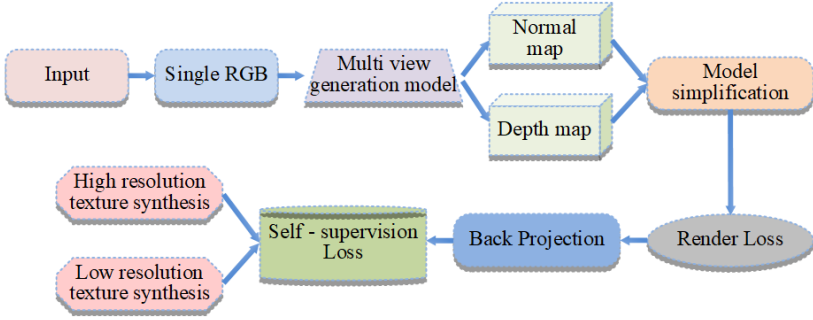 Input
Single RGB
Multi view
generation model
Normal
map
Depth map
Model
simplification
High resolution
texture synthesis
Self - supervision
Loss
Back Projection
Render Loss
Low resolution
texture synthesis